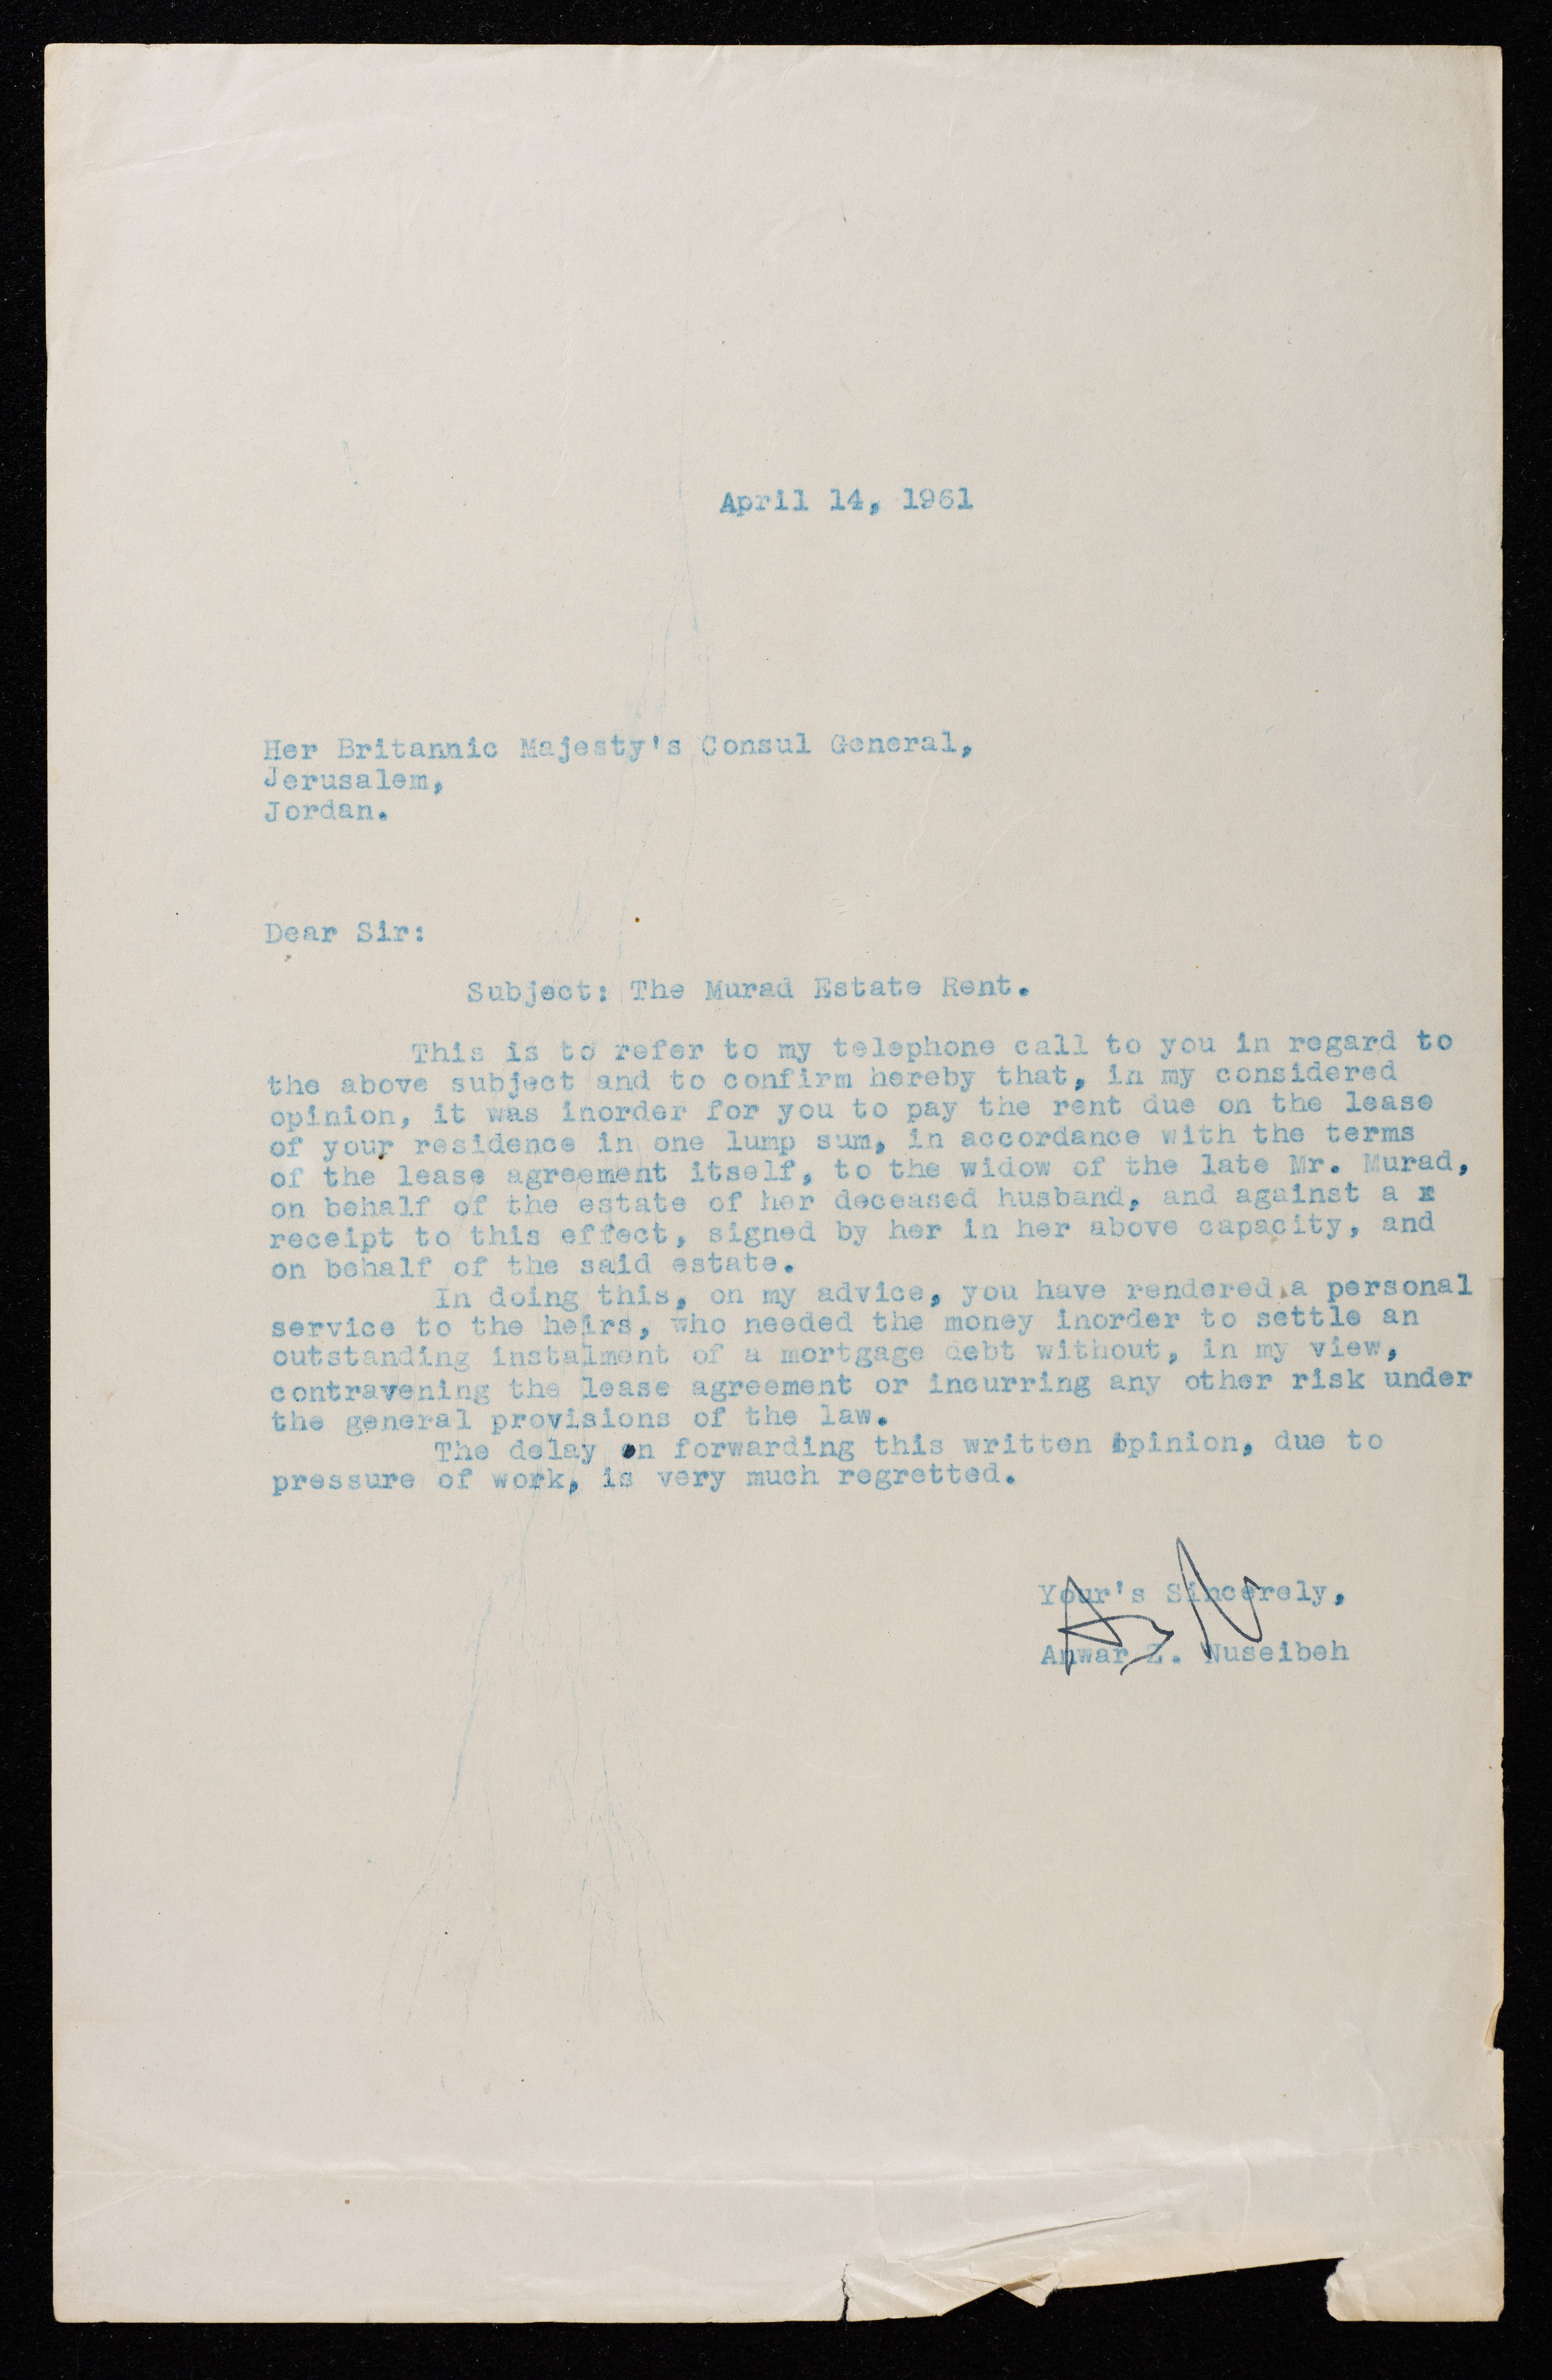 April 14, 1961
Her Britannic Majesty's Consul General,
Jerusalem,
Jordan.
Dear Sir:
Subject: The Murad Estate Rent.
This is to refer to my telephone call to you in regard to
the above subject and to confirm hereby that, in my considered
opinion, it was inorder for you to pay the rent due on the lease
of your residence in one lump sum, in accordance with the terms
of the lease agreement itself, to the widow of the late Mr. Murad,
on behalf of the estate of her deceased husband, and against a x
receipt to this effect, signed by her in her above capacity, and
on behalf of the said estate.
In doing this, on my advice, you have rendered a personal
service to the heirs, who needed the money inorder to settle an
outstanding instalment of a mortgage debt without, in my view,
contravening the lease agreement or incurring any other risk under
the general provisions of the law.
The delay on forwarding this written opinion, due to
pressure of work, is very much regretted.
Your's Sincerely,
Anwar Z. Nuseibeh